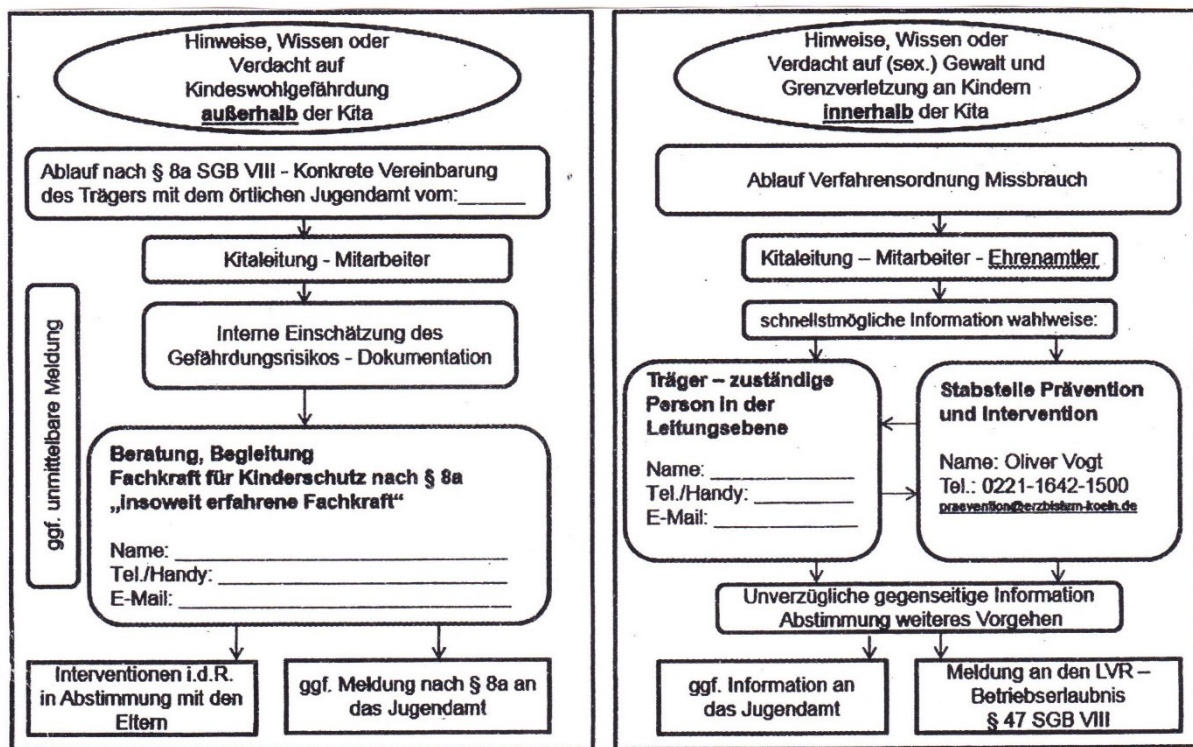 Hinweise, Wissen oder
Verdacht auf
Kindeswohlgefährdung
außerhalb der Kita
Ablauf nach § 8a SGB VIII - Konkrete Vereinbarung
des Trägers mit dem örtlichen Jugendamt vom:______
Kitaleitung - Mitarbeiter
ggf. unmittelbare Meldung
Interne Einschätzung des
Gefährdungsrisikos - Dokumentation
Beratung, Begleitung
Fachkraft für Kinderschutz nach § 8a
„insoweit erfahrene Fachkraft“
Name: ______________________
Tel./Handy: ______________________
E-Mail: ______________________
Interventionen i.d.R.
in Abstimmung mit den
Eltern
ggf. Meldung nach § 8a an
das Jugendamt
Hinweise, Wissen oder
Verdacht auf (sex.) Gewalt und
Grenzverletzung an Kindern
innerhalb der Kita
Ablauf Verfahrensordnung Missbrauch
Kitaleitung – Mitarbeiter - Ehrenamtler
schnellstmögliche Information wahlweise:
Träger – zuständige
Person in der
Leitungsebene
Name: ____________
Tel./Handy: ____________
E-Mail: ____________
Stabstelle Prävention
und Intervention
Name: Oliver Vogt
Tel.: 0221-1642-1500
praevention@erzbistum-koeln.de
Unverzügliche gegenseitige Information
Abstimmung weiteres Vorgehen
ggf. Information an
das Jugendamt
Meldung an den LVR –
Betriebserlaubnis
§ 47 SGB VIII